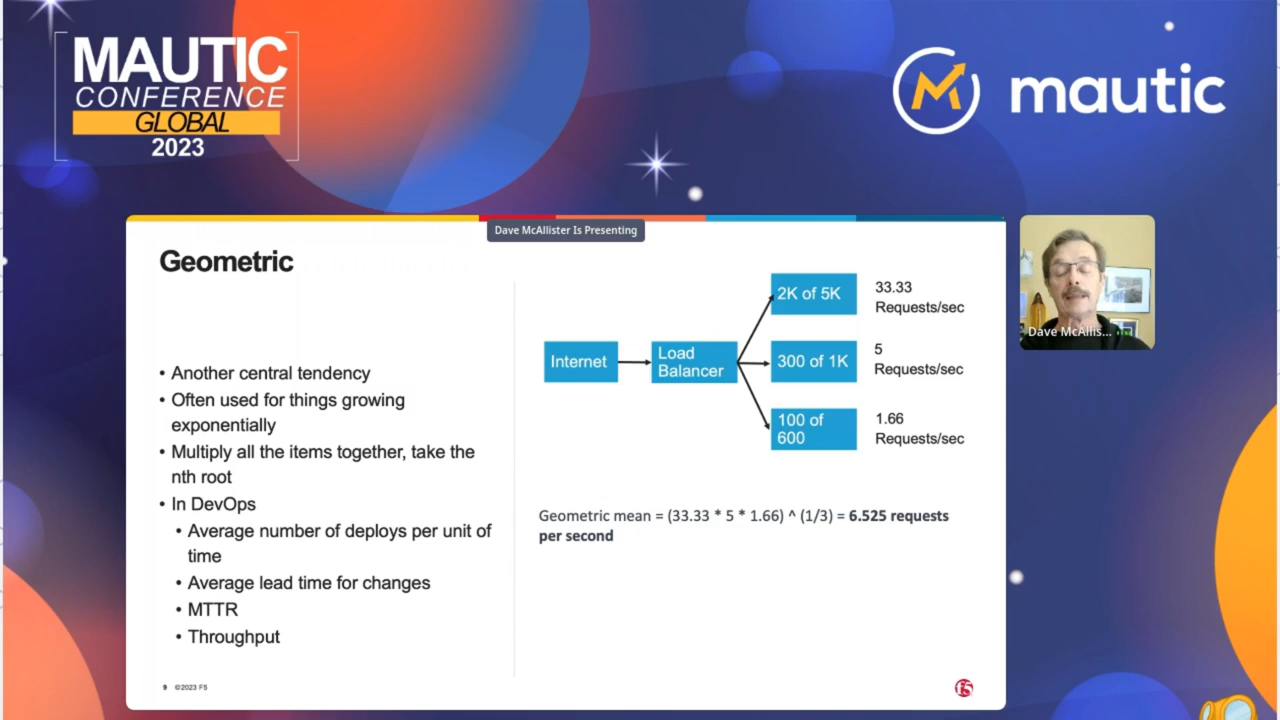 MAUTIC
CONFERENCE
GLOBAL
2023
mautic
Dave McAllister Is Presenting
Geometric
• Another central tendency
• Often used for things growing
exponentially
• Multiply all the items together, take the
nth root
• In DevOps
• Average number of deploys per unit of
time
• Average lead time for changes
• MTTR
• Throughput
Internet
Load
Balancer
2K of 5K
33.33
Requests/sec
300 of 1K
5
Requests/sec
100 of
600
1.66
Requests/sec
Geometric mean = (33.33 * 5 * 1.66) ^ (1/3) = 6.525 requests
per second
Dave McAllis...
9 ©2023 F5
f5